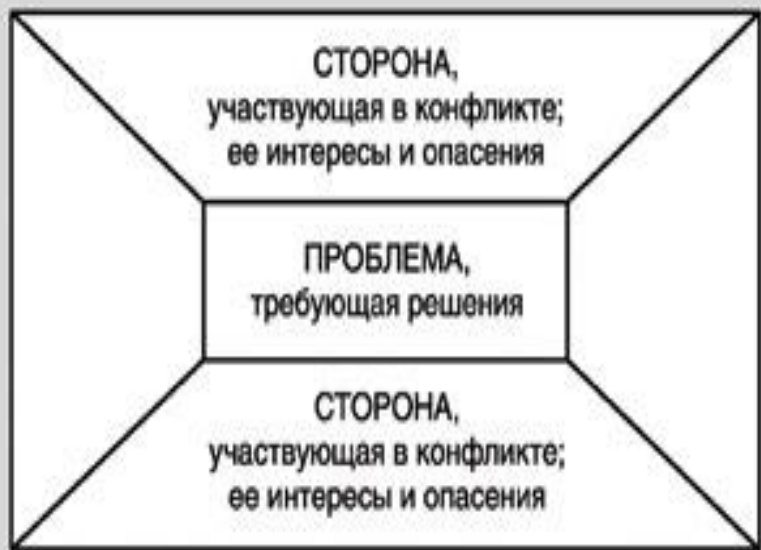 СТОРОНА,
участвующая в конфликте;
ее интересы и опасения
ПРОБЛЕМА,
требующая решения
СТОРОНА,
участвующая в конфликте;
ее интересы и опасения